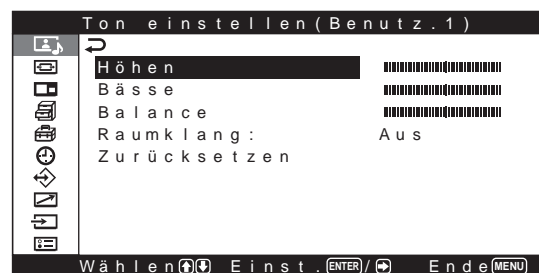 Ton einstellen(Benutz.1)
Höhen
Bässe
Balance
Raumklang: Aus
Zurücksetzen
Wählen Einst. ENTER/ Ende MENU